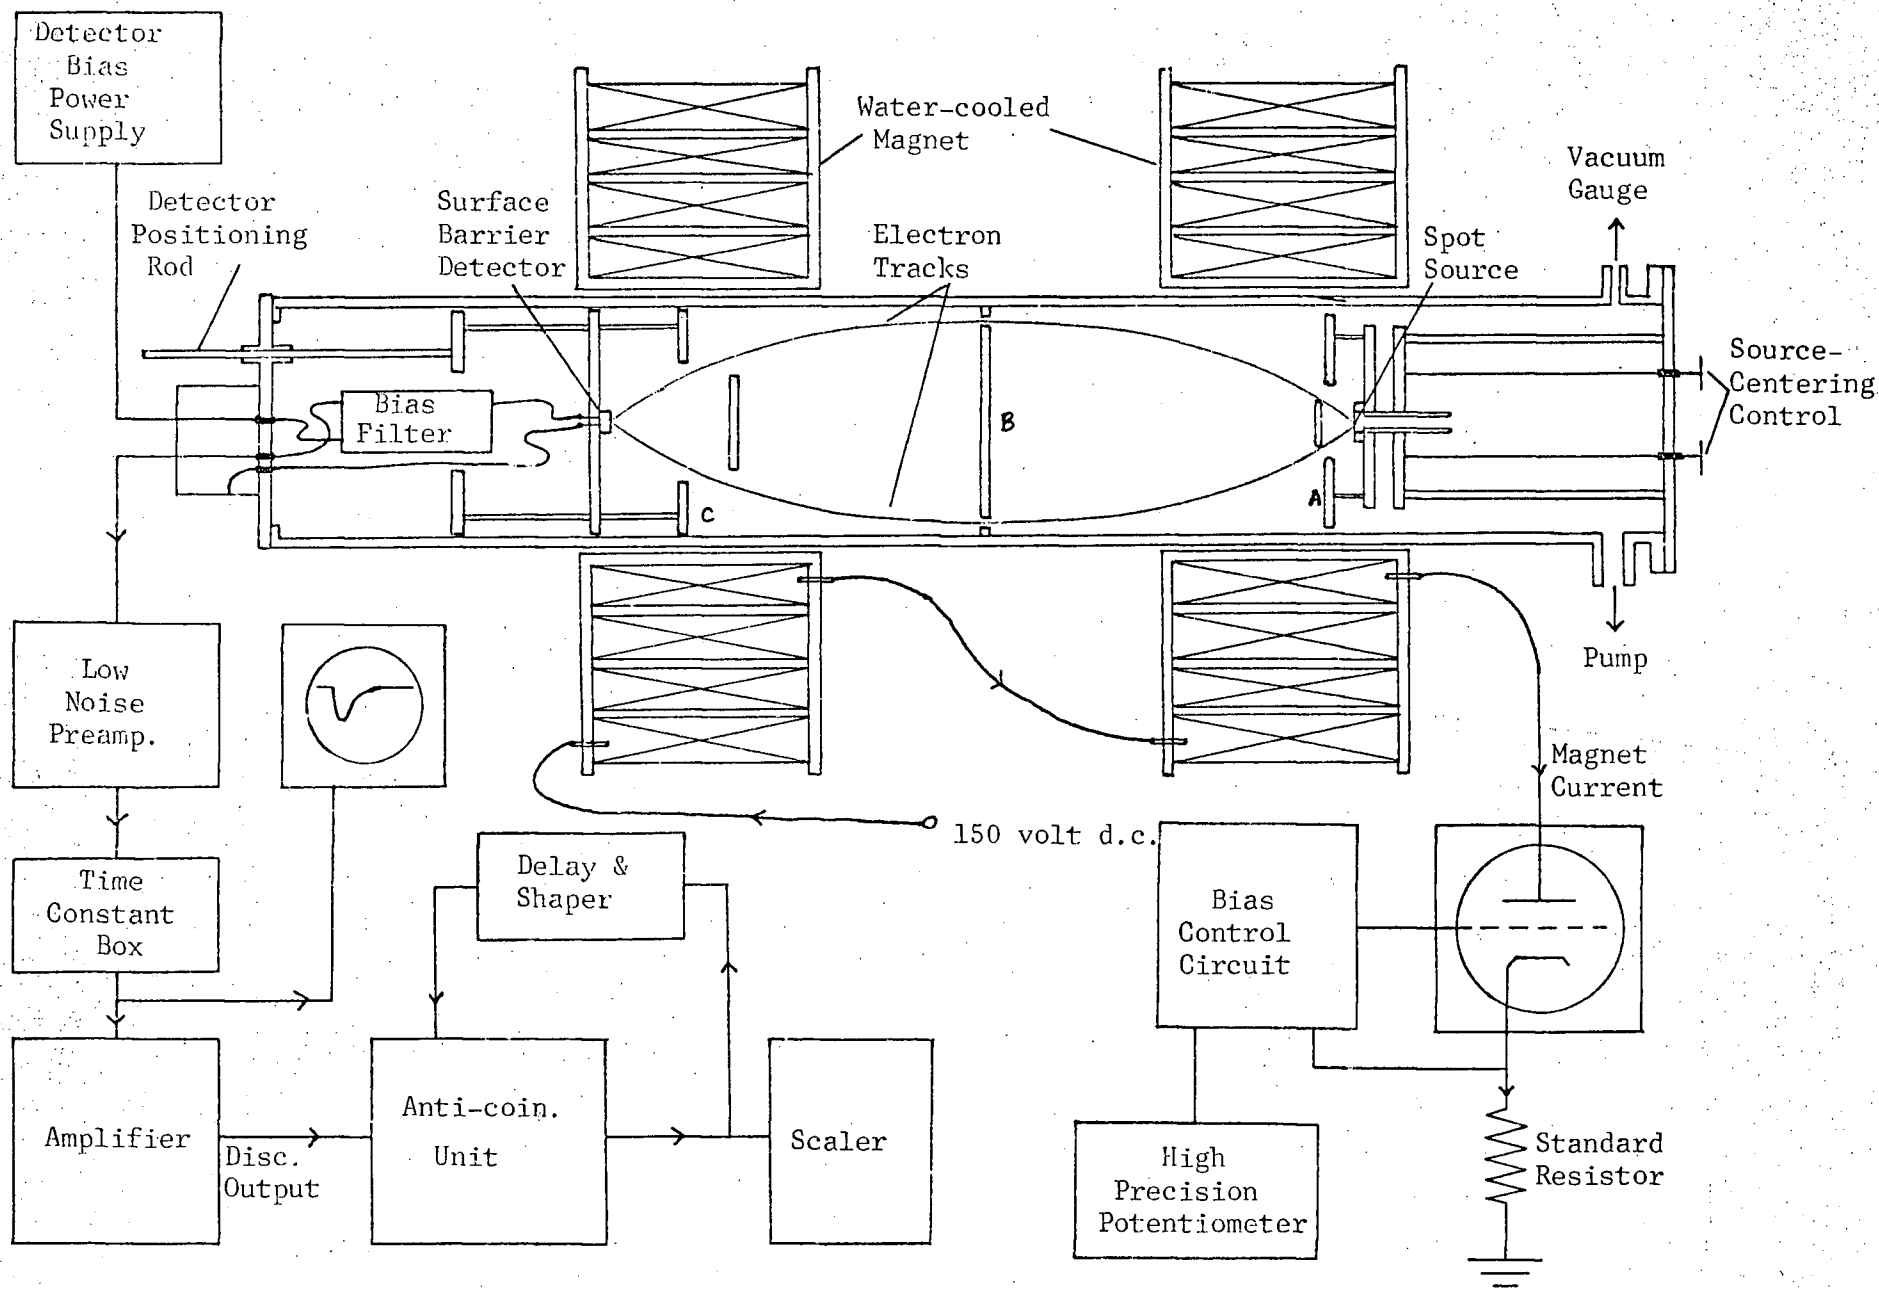 Detector
Bias
Power
Supply
Water-cooled
Magnet
Vacuum
Gauge
Detector
Positioning
Rod
Surface
Barrier
Detector
Electron
Tracks
Spot
Source
Source-
Centering
Control
Bias
Filter
B
A
C
Low
Noise
Preamp.
Pump
Magnet
Current
150 volt d.c.
Time
Constant
Box
Delay &
Shaper
Bias
Control
Circuit
Amplifier
Disc.
Output
Anti-coin.
Unit
Scaler
High
Precision
Potentiometer
Standard
Resistor